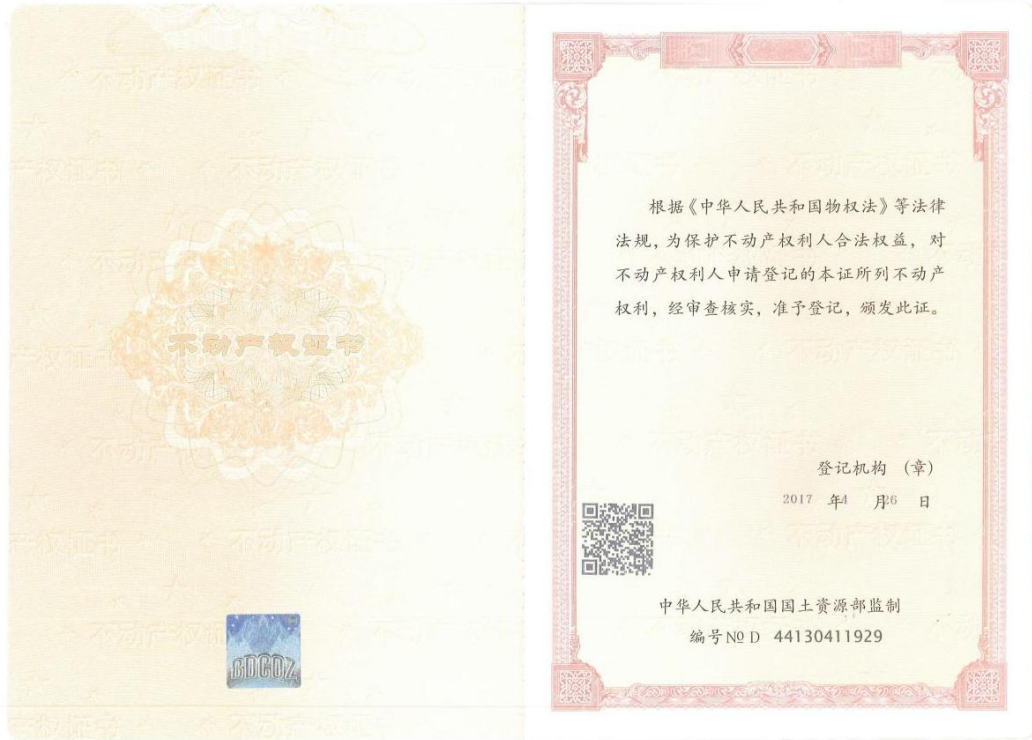 不动产权证书
BDCQZ
根据《中华人民共和国物权法》等法律
法规，为保护不动产权利人合法权益，对
不动产权利人申请登记的本证所列不动产
权利，经审查核实，准予登记，颁发此证。
登记机构 （章）
2017 年4 月26 日
中华人民共和国国土资源部监制
编号№ D 44130411929